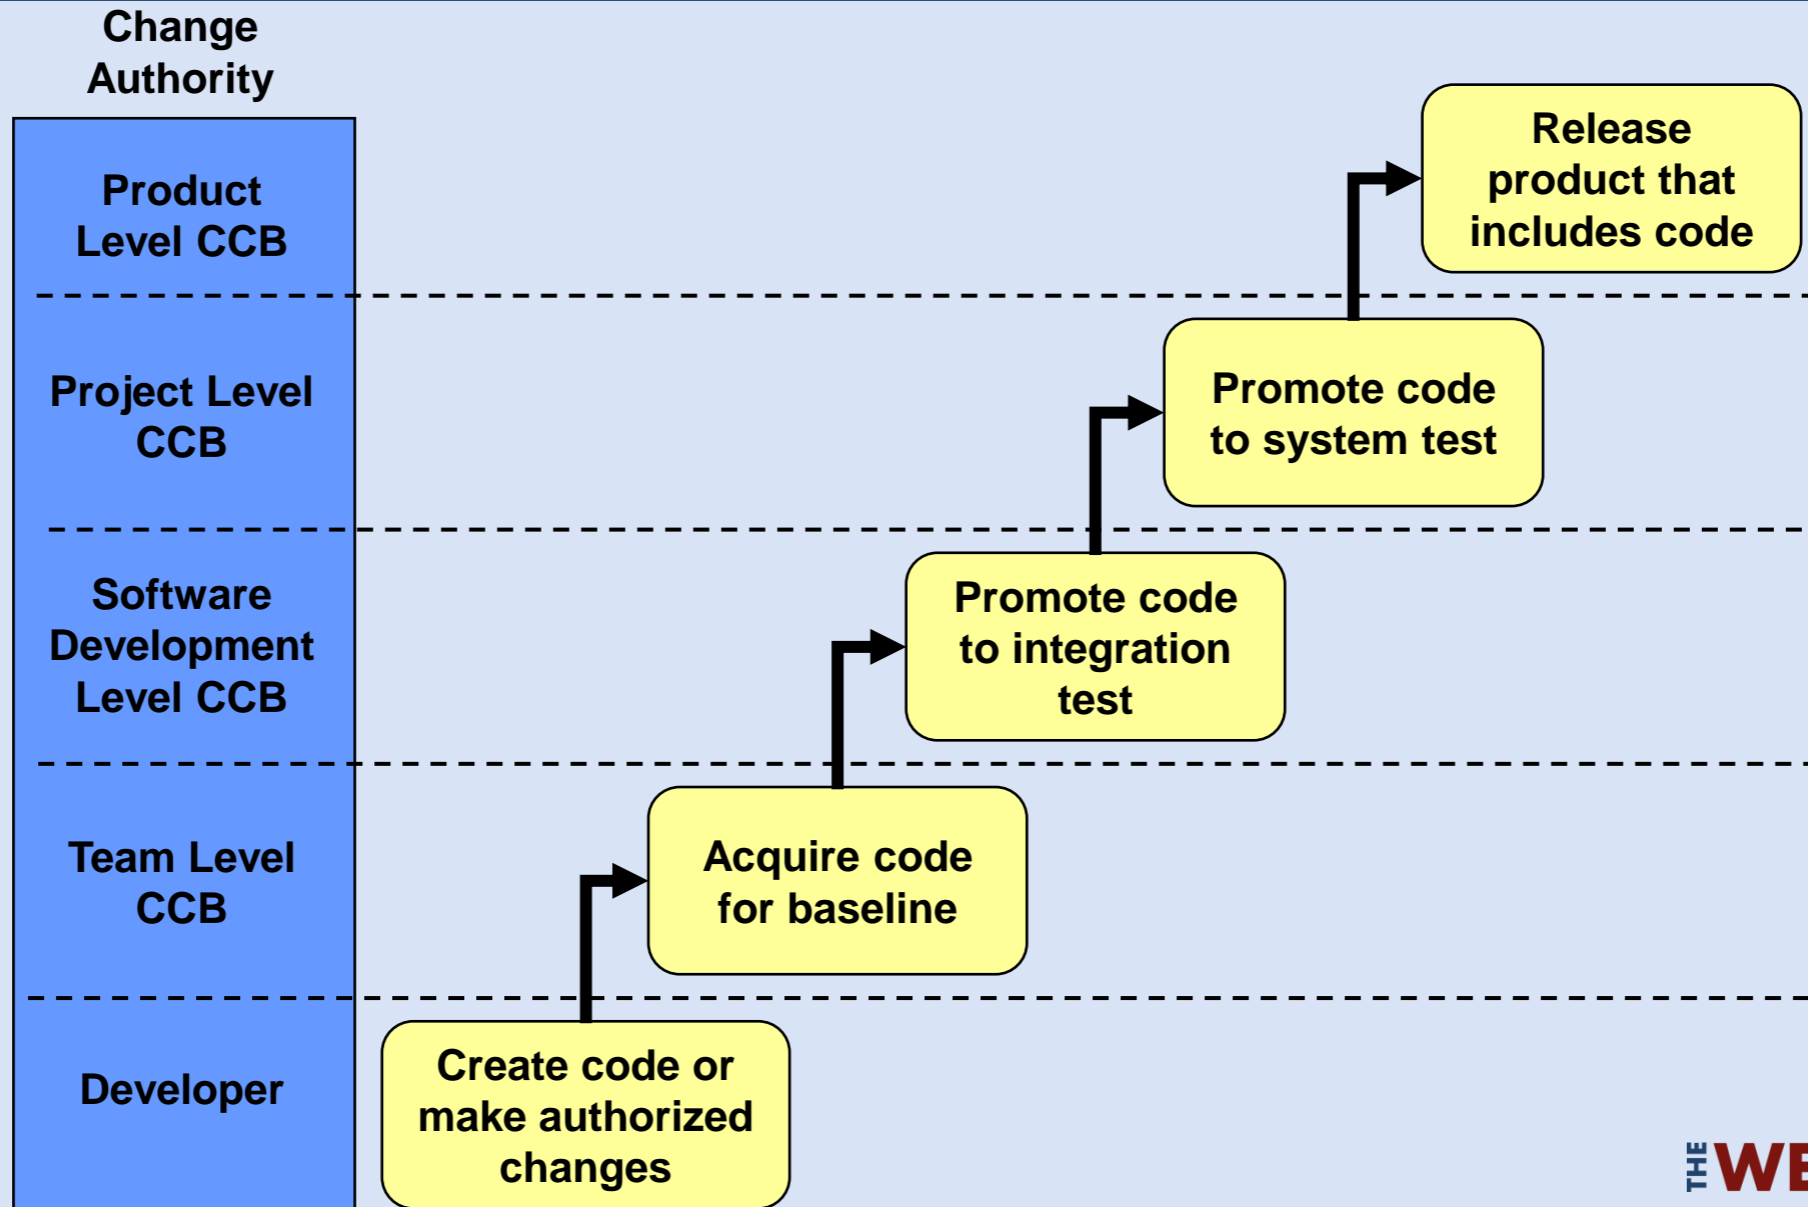 Change
Authority
Product
Level CCB
Release
product that
includes code
Project Level
CCB
Promote code
to system test
Software
Development
Level CCB
Promote code
to integration
test
Team Level
CCB
Acquire code
for baseline
Developer
Create code or
make authorized
changes
THE